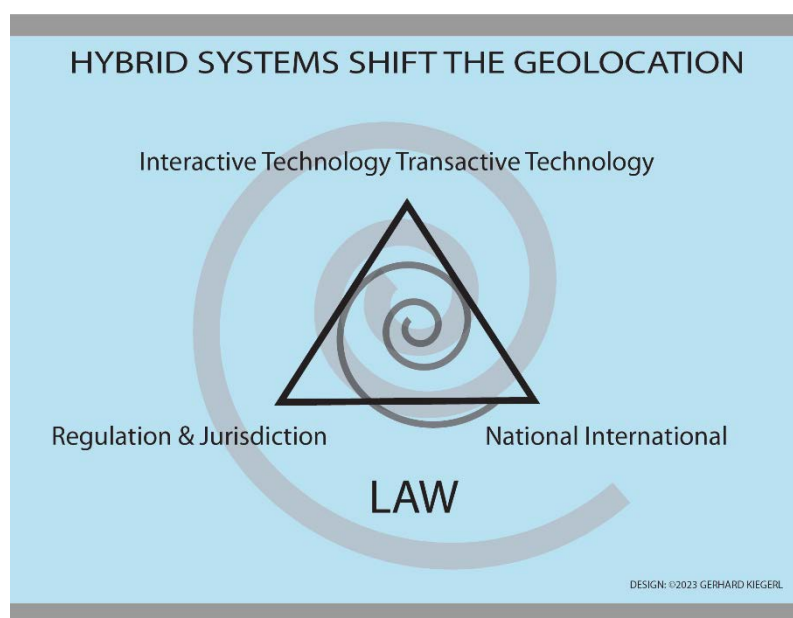 HYBRID SYSTEMS SHIFT THE GEOLOCATION
Interactive Technology Transactive Technology
Regulation & Jurisdiction
National International
LAW
DESIGN: ©2023 GERHARD KIEGERL